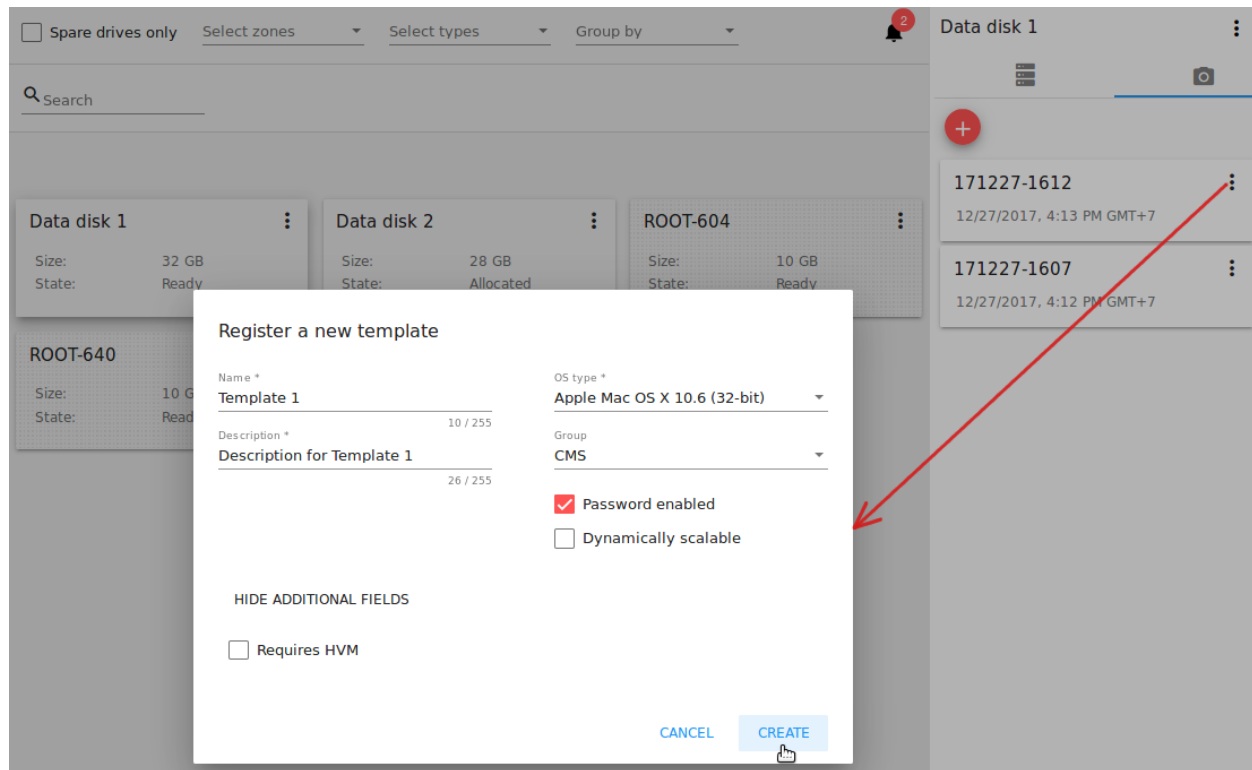 Spare drives only Select zones Select types Group by 2
Search
Data disk 1
Size: 32 GB
State: Ready
Data disk 2
Size: 28 GB
State: Allocated
ROOT-604
Size: 10 GB
State: Ready
ROOT-640
Size: 10 G
State: Read
Data disk 1
171227-1612
12/27/2017, 4:13 PM GMT+7
171227-1607
12/27/2017, 4:12 PM GMT+7
Register a new template
Name *
Template 1
10 / 255
Description *
Description for Template 1
26 / 255
OS type *
Apple Mac OS X 10.6 (32-bit)
Group
CMS
Password enabled
Dynamically scalable
HIDE ADDITIONAL FIELDS
Requires HVM
CANCEL CREATE